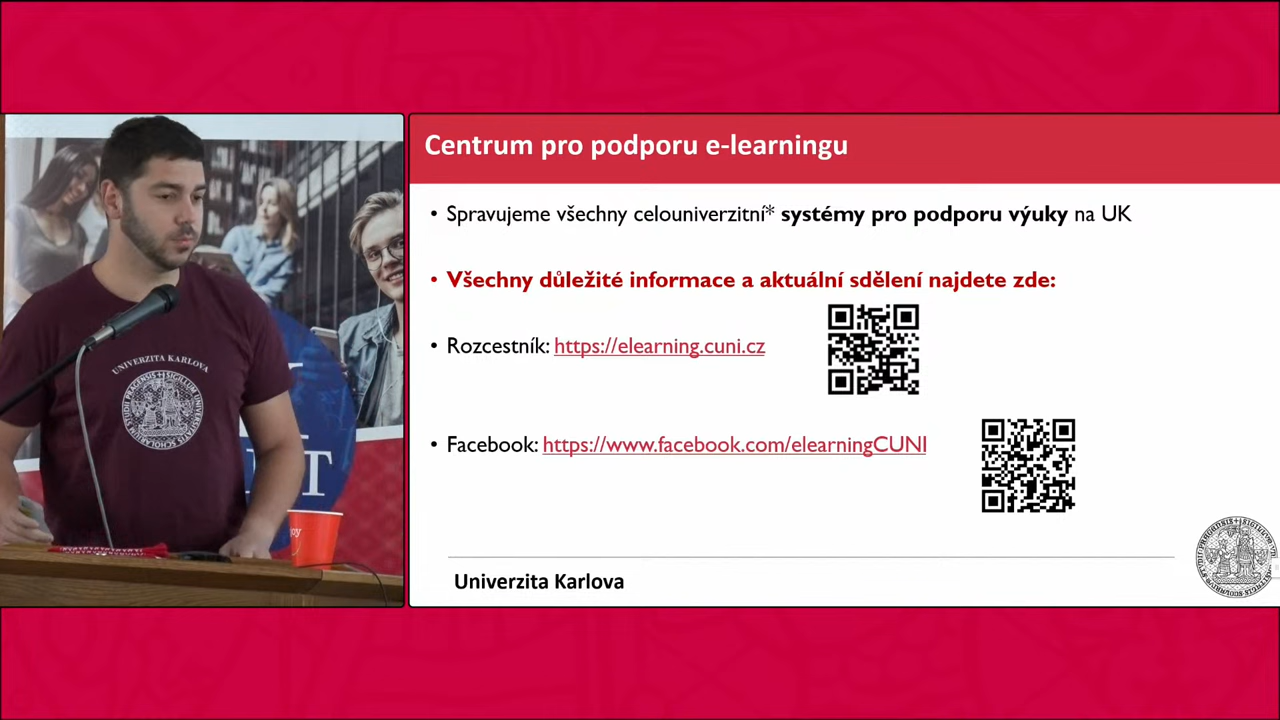 Centrum pro podporu e-learningu
• Spravujeme všechny celouniverzitní* systémy pro podporu výuky na UK
• Všechny důležité informace a aktuální sdělení najdete zde:
• Rozcestník: https://elearning.cuni.cz
• Facebook: https://www.facebook.com/elearningCUNI
Univerzita Karlova
UNIVERZITA KARLOVA